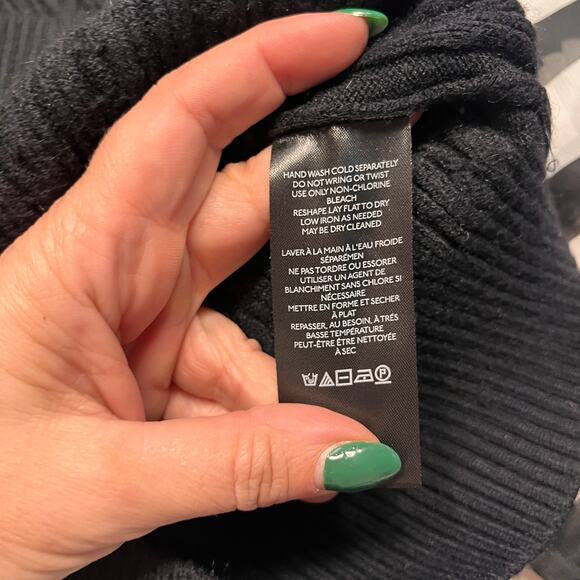 HAND WASH COLD SEPARATELY
DO NOT WRING OR TWIST
USE ONLY NON-CHLORINE
BLEACH
RESHAPE LAY FLAT TO DRY
LOW IRON AS NEEDED
MAY BE DRY CLEANED
LAVER À LA MAIN À L'EAU FROIDE
SÉPARÉMEN
NE PAS TORDORE OU ESSORER
UTILISER UN AGENT DE
BLANCHIMENT SANS CHLORE SI
NÉCESSAIRE
METTRE EN FORME ET SECHER
À PLAT
REPASSER, AU BESOIN, À TRÉS
BASSE TEMPÉRATURE
PEUT-ÊTRE ÊTRE NETTOYÉE
À SEC
P